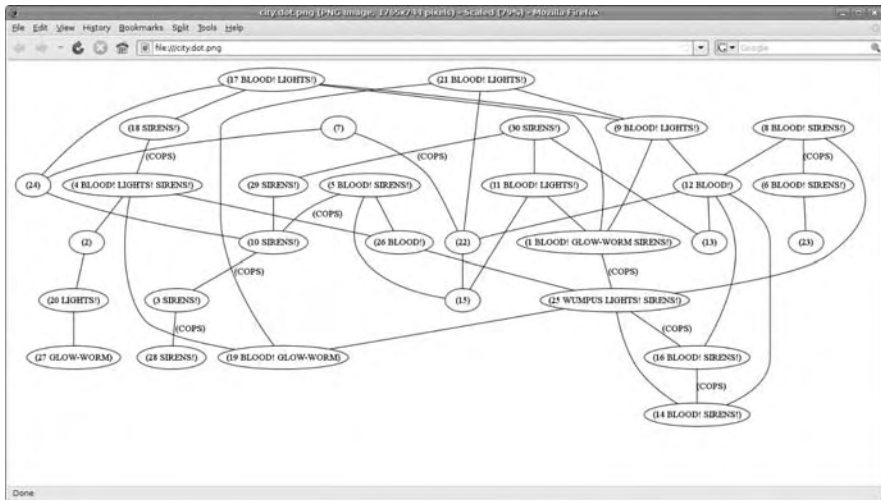 city.dot.png (PNG Image, 1765x744 pixels) - Scaled (79%) - Mozilla Firefox
File Edit View History Bookmarks Split Tools Help
file:///city.dot.png
Google
(17 BLOOD! LIGHTS!) (21 BLOOD! LIGHTS!)
(18 SIRENS!) (7) (30 SIRENS!) (9 BLOOD! LIGHTS!) (8 BLOOD! SIRENS!)
(COPS) (COPS) (COPS)
(24) (4 BLOOD! LIGHTS! SIRENS!) (29 SIRENS!) (5 BLOOD! SIRENS!) (11 BLOOD! LIGHTS!) (12 BLOOD!) (6 BLOOD! SIRENS!)
(COPS)
(2) (10 SIRENS!) (26 BLOOD!) (22) (1 BLOOD! GLOW-WORM SIRENS!) (13) (23)
(COPS) (COPS)
(20 LIGHTS!) (3 SIRENS!) (15) (25 WUMPUS LIGHTS! SIRENS!)
(COPS) (COPS)
(27 GLOW-WORM) (28 SIRENS!) (19 BLOOD! GLOW-WORM) (16 BLOOD! SIRENS!)
(COPS)
(14 BLOOD! SIRENS!)
Done